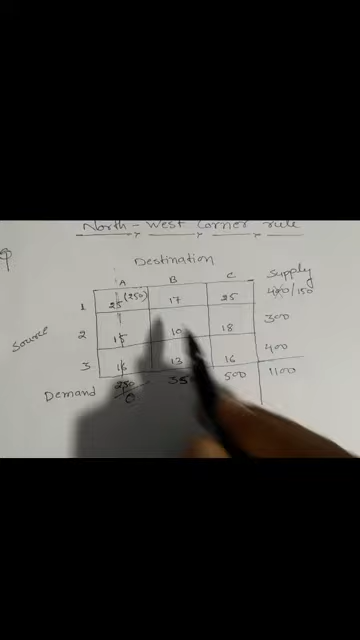 North-West Corner rule
Destination
A B C Supply
1 25 (250) 17 25 400/150
Source 2 15 10 18 300
3 16 13 16 400
Demand 250 35 500 1100
0